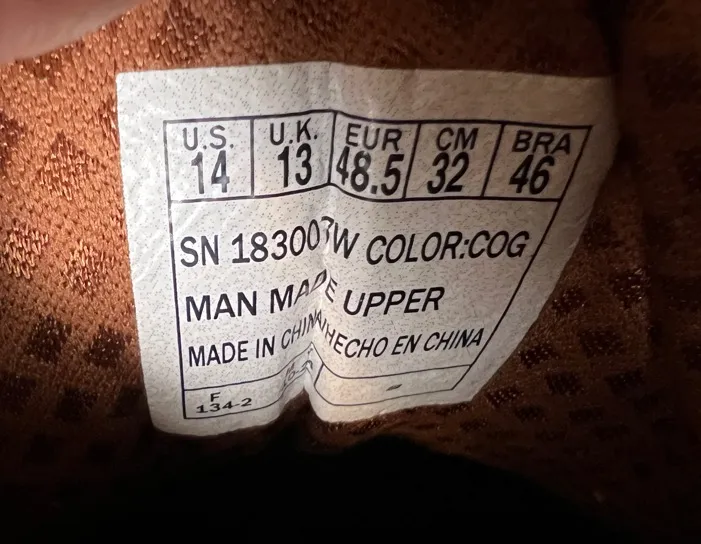 U.S. U.K. EUR CM BRA
14 13 48.5 32 46
SN 183007W COLOR:COG
MAN MADE UPPER
MADE IN CHINA/HECHO EN CHINA
F
134-2